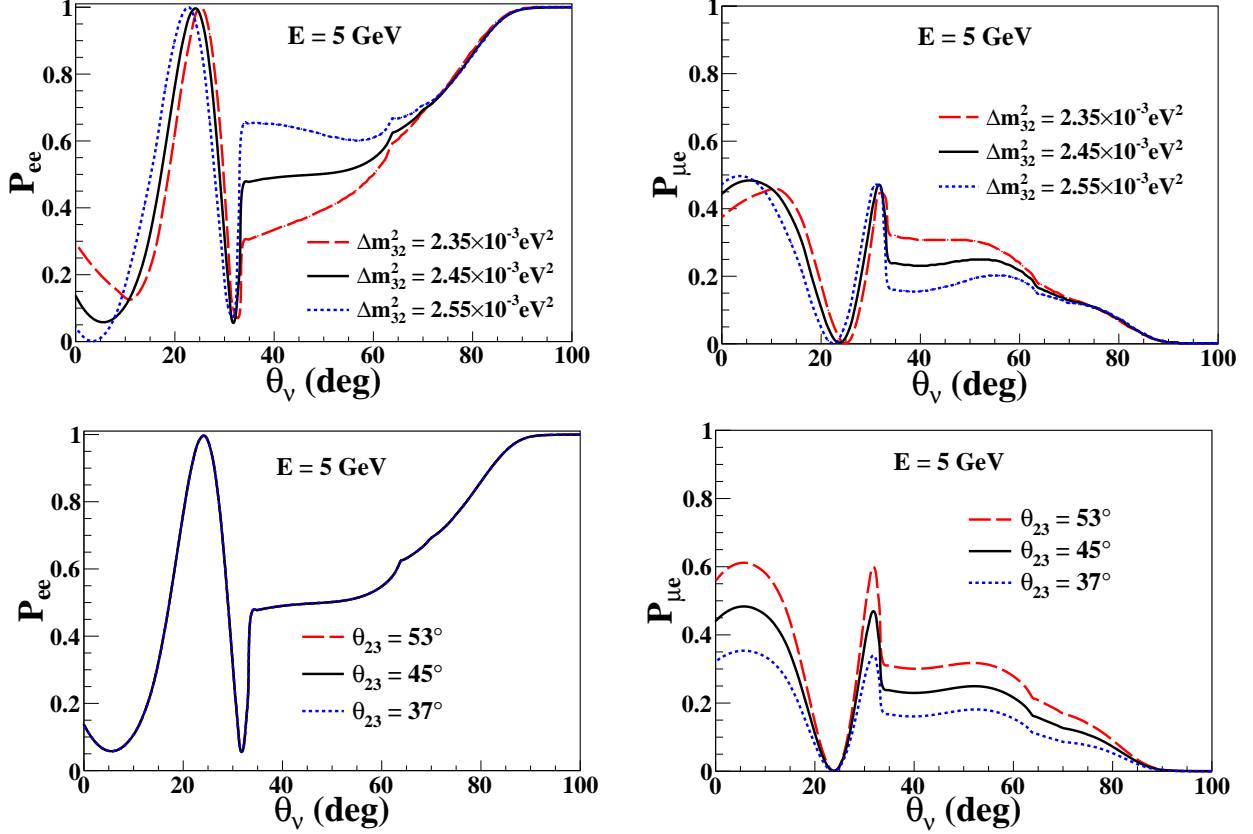 E = 5 GeV
Δm²₃₂ = 2.35×10⁻³eV²
Δm²₃₂ = 2.45×10⁻³eV²
Δm²₃₂ = 2.55×10⁻³eV²
P_ee
1
0.8
0.6
0.4
0.2
0
0 20 40 60 80 100
θ_ν (deg)
E = 5 GeV
Δm²₃₂ = 2.35×10⁻³eV²
Δm²₃₂ = 2.45×10⁻³eV²
Δm²₃₂ = 2.55×10⁻³eV²
P_μe
1
0.8
0.6
0.4
0.2
0
0 20 40 60 80 100
θ_ν (deg)
E = 5 GeV
θ₂₃ = 53°
θ₂₃ = 45°
θ₂₃ = 37°
P_ee
1
0.8
0.6
0.4
0.2
0
0 20 40 60 80 100
θ_ν (deg)
E = 5 GeV
θ₂₃ = 53°
θ₂₃ = 45°
θ₂₃ = 37°
P_μe
1
0.8
0.6
0.4
0.2
0
0 20 40 60 80 100
θ_ν (deg)